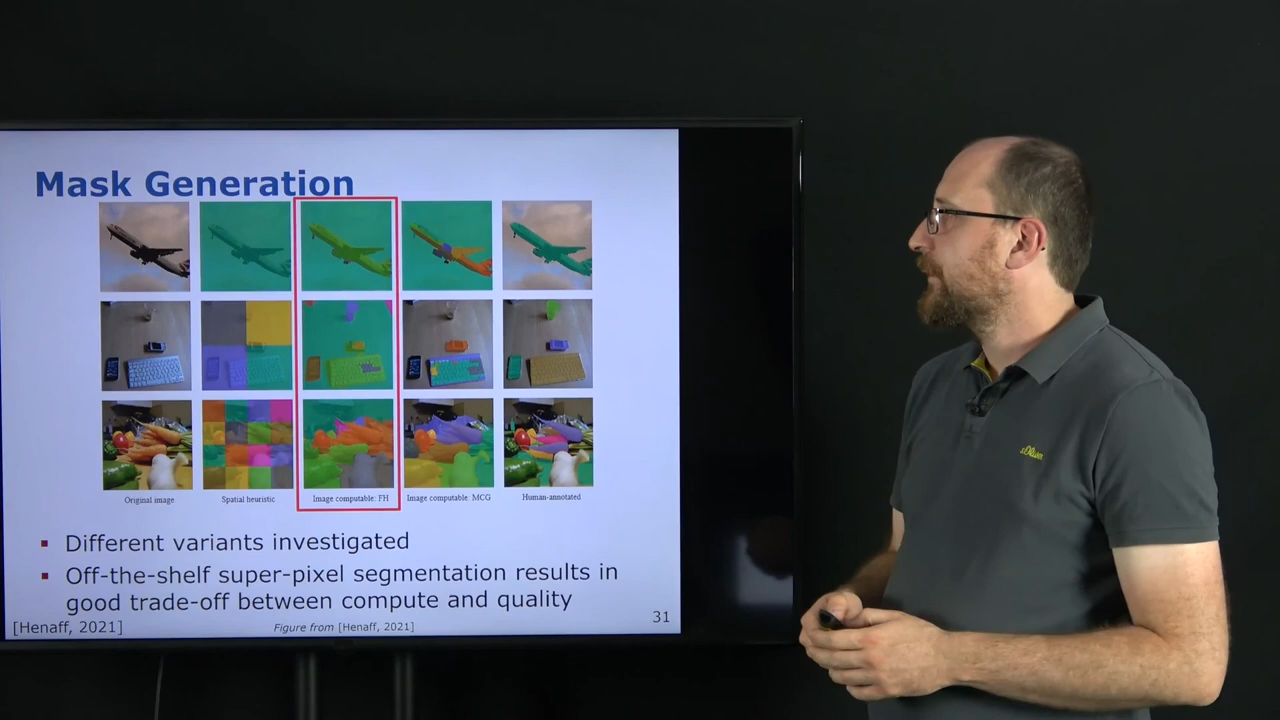 Mask Generation
Original image
Spatial heuristic
Image computable: FH
Image computable: MCG
Human-annotated
▪ Different variants investigated
▪ Off-the-shelf super-pixel segmentation results in
good trade-off between compute and quality
[Henaff, 2021]
Figure from [Henaff, 2021]
31
s.Oliver